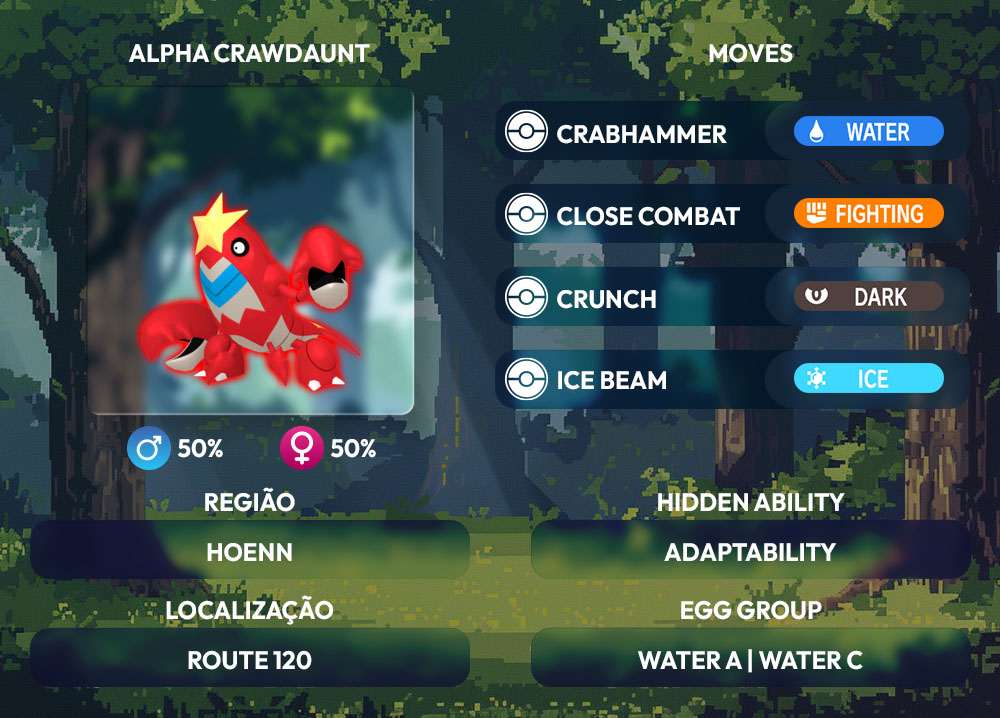 ALPHA CRAWDAUNT
50%
50%
REGIÃO
HOENN
LOCALIZAÇÃO
ROUTE 120
MOVES
CRABHAMMER WATER
CLOSE COMBAT FIGHTING
CRUNCH DARK
ICE BEAM ICE
HIDDEN ABILITY
ADAPTABILITY
EGG GROUP
WATER A | WATER C